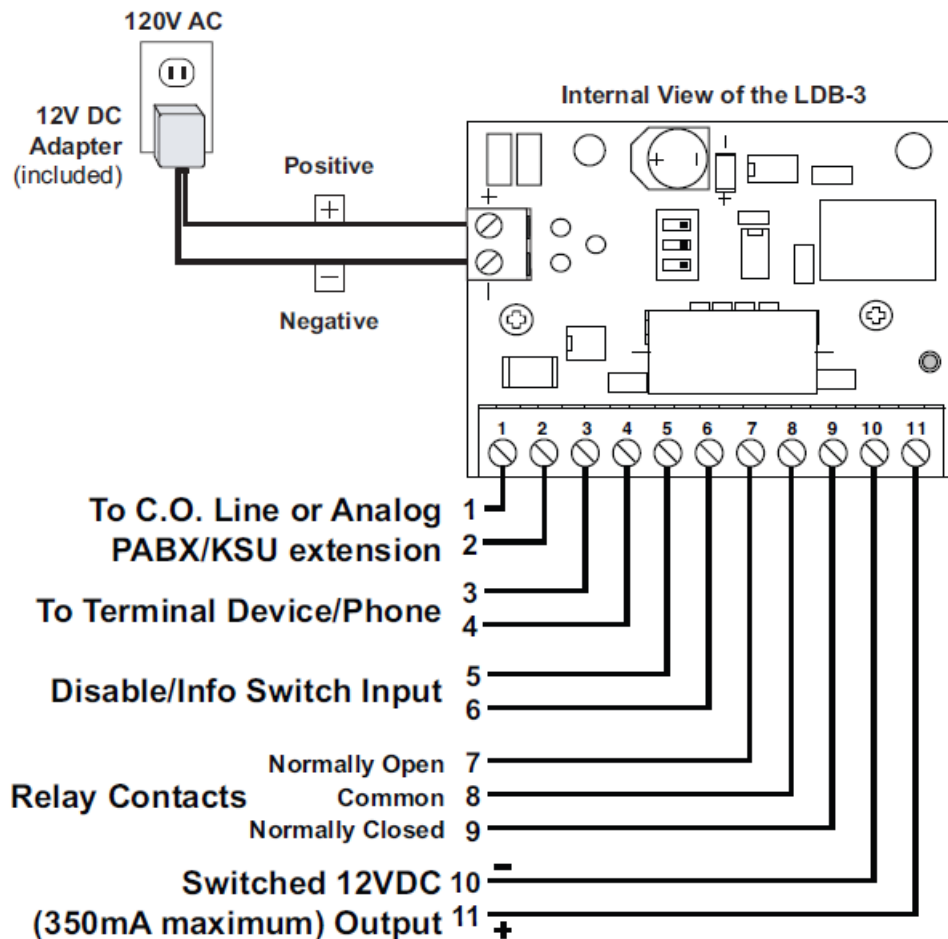 120V AC
12V DC
Adapter
(included)
Positive
+
−
Negative
Internal View of the LDB-3
+
−
+ −
−
+
1 2 3 4 5 6 7 8 9 10 11
To C.O. Line or Analog 1
PABX/KSU extension 2
3
To Terminal Device/Phone
4
5
Disable/Info Switch Input
6
Normally Open 7
Relay Contacts Common 8
Normally Closed 9
Switched 12VDC 10 -
(350mA maximum) Output 11 +